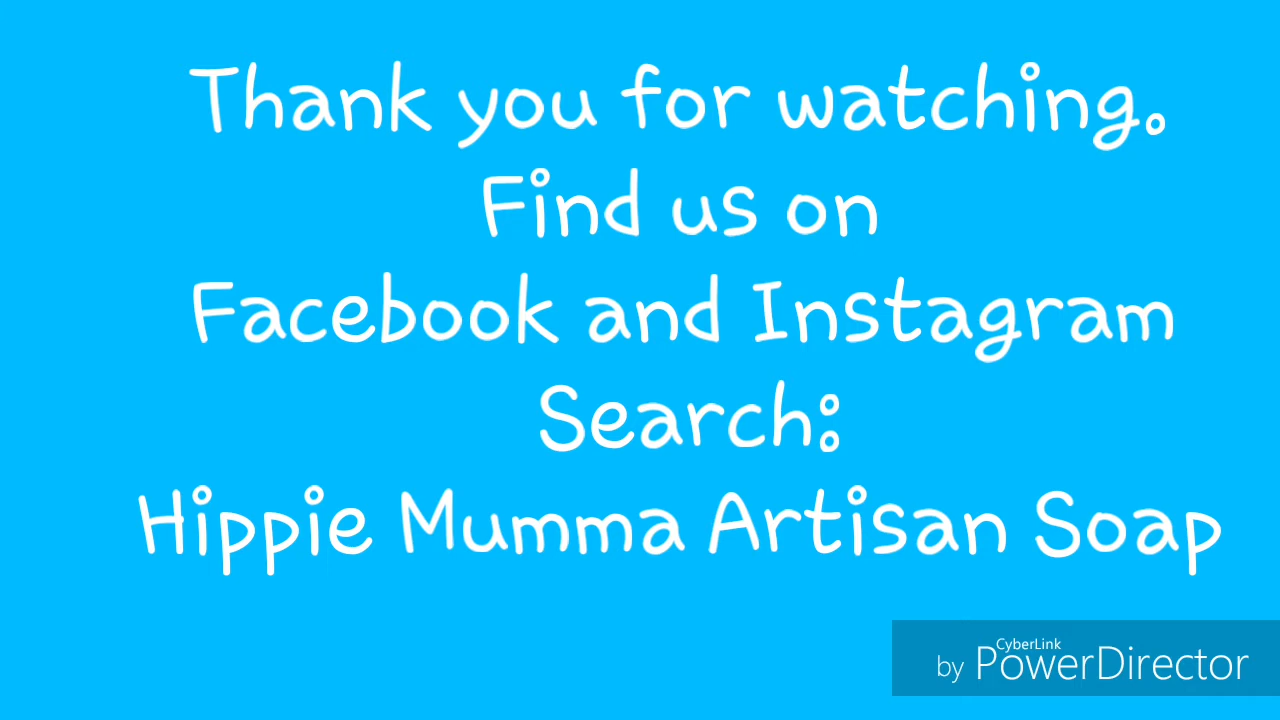 Thank you for watching.
Find us on
Facebook and Instagram
Search:
Hippie Mumma Artisan Soap
CyberLink
by PowerDirector